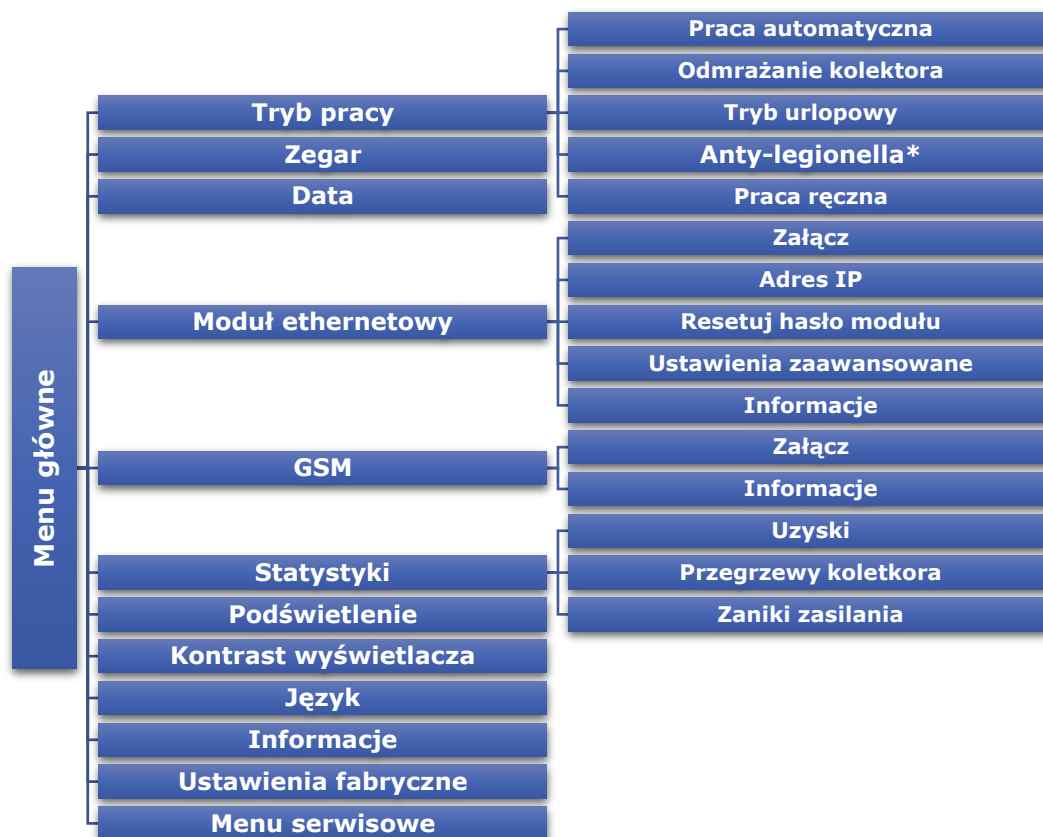 Menu główne
Tryb pracy
Praca automatyczna
Odmrażanie kolektora
Tryb urlopowy
Anty-legionella*
Praca ręczna
Zegar
Data
Moduł ethernetowy
Załącz
Adres IP
Resetuj hasło modułu
Ustawienia zaawansowane
Informacje
GSM
Załącz
Informacje
Statystyki
Uzyski
Przegrzewy koletkora
Zaniki zasilania
Podświetlenie
Kontrast wyświetlacza
Język
Informacje
Ustawienia fabryczne
Menu serwisowe